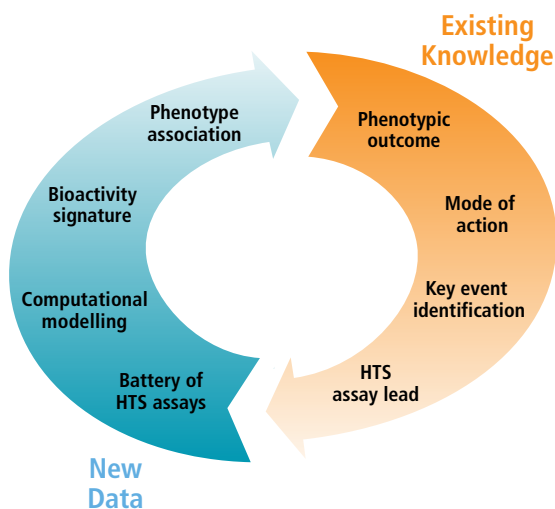 Existing
Knowledge
Phenotypic
outcome
Mode of
action
Key event
identification
HTS
assay lead
New
Data
Battery of
HTS assays
Computational
modelling
Bioactivity
signature
Phenotype
association